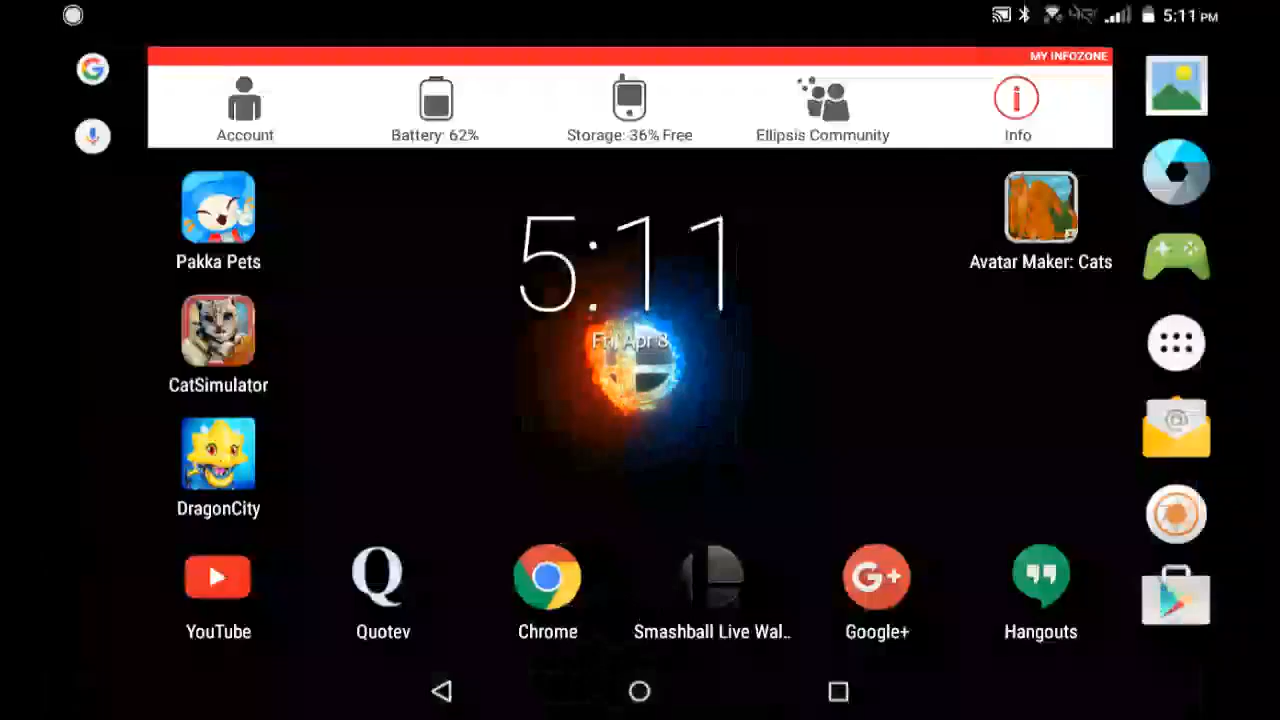 5:11 PM
MY INFOZONE
Account
Battery: 62%
Storage: 36% Free
Ellipsis Community
Info
5:11
Fri, Apr 8
Pakka Pets
Avatar Maker: Cats
CatSimulator
DragonCity
YouTube
Quotev
Chrome
Smashball Live Wal..
Google+
Hangouts